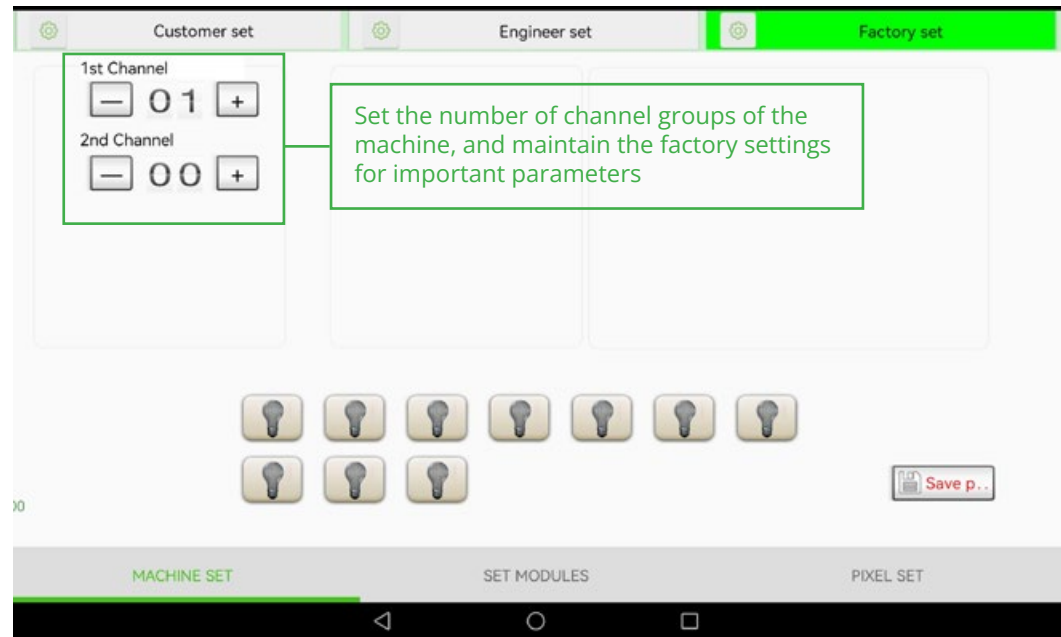 Customer set
Engineer set
Factory set
1st Channel
— 01 +
2nd Channel
— 00 +
Set the number of channel groups of the
machine, and maintain the factory settings
for important parameters
Save p..
00
MACHINE SET
SET MODULES
PIXEL SET